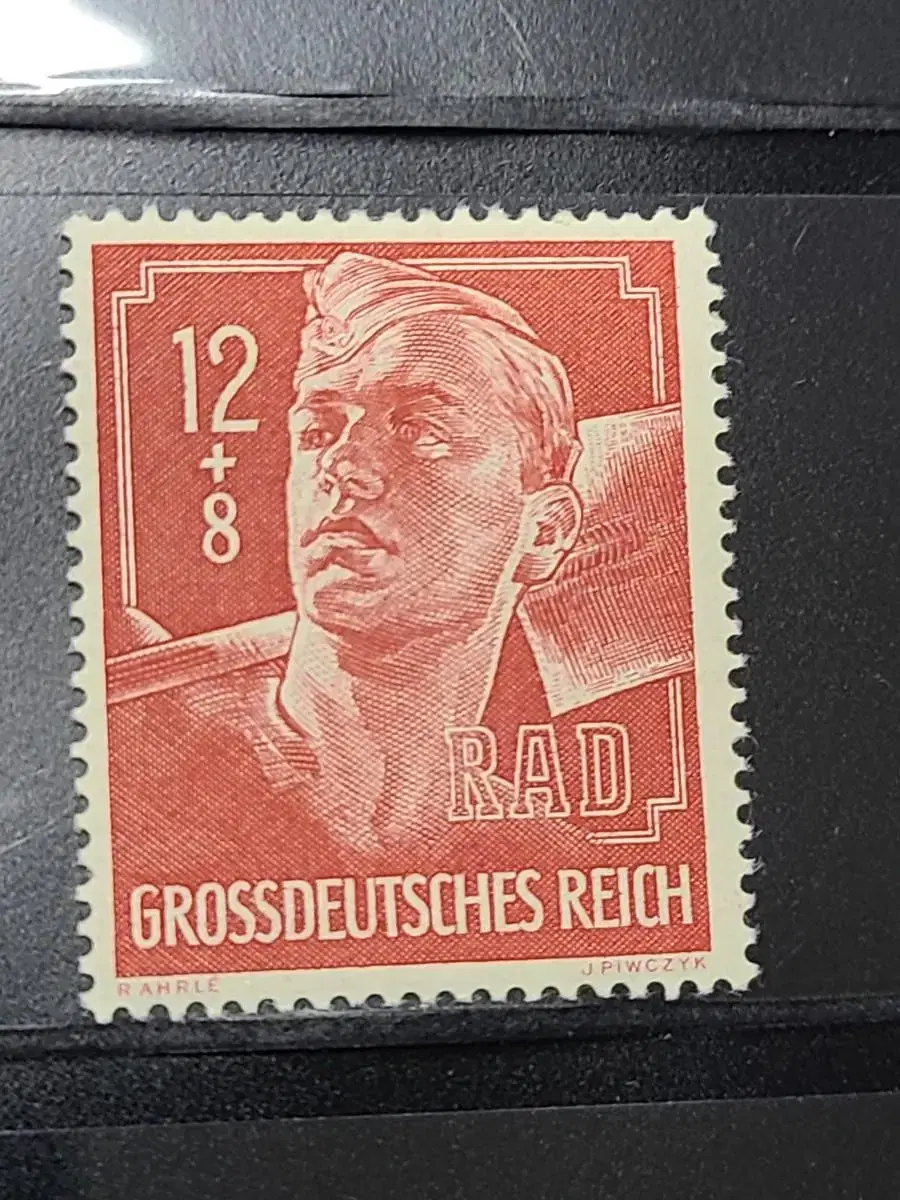 12
+
8
RAD
GROSSDEUTSCHES REICH
R AHRLÉ
J PIWCZYK